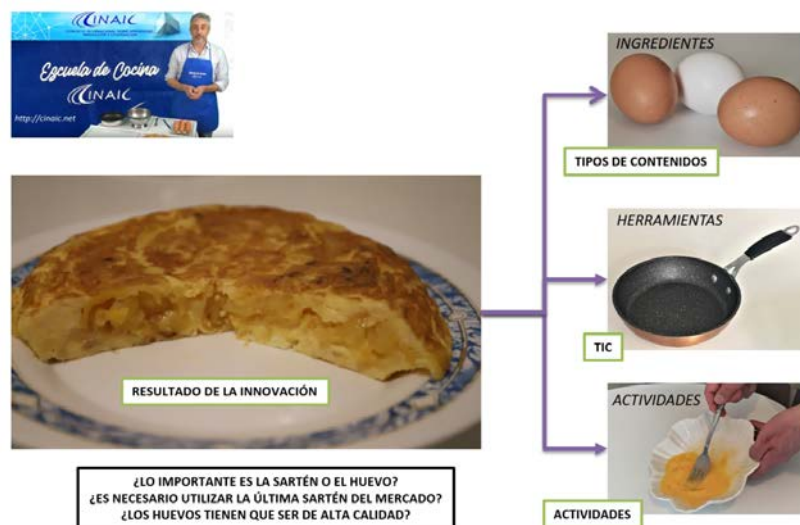 CINAIC
Escuela de Cocina
CINAIC
http://cinaic.net
INGREDIENTES
TIPOS DE CONTENIDOS
HERRAMIENTAS
TIC
RESULTADO DE LA INNOVACIÓN
ACTIVIDADES
ACTIVIDADES
¿LO IMPORTANTE ES LA SARTÉN O EL HUEVO?
¿ES NECESARIO UTILIZAR LA ÚLTIMA SARTÉN DEL MERCADO?
¿LOS HUEVOS TIENEN QUE SER DE ALTA CALIDAD?